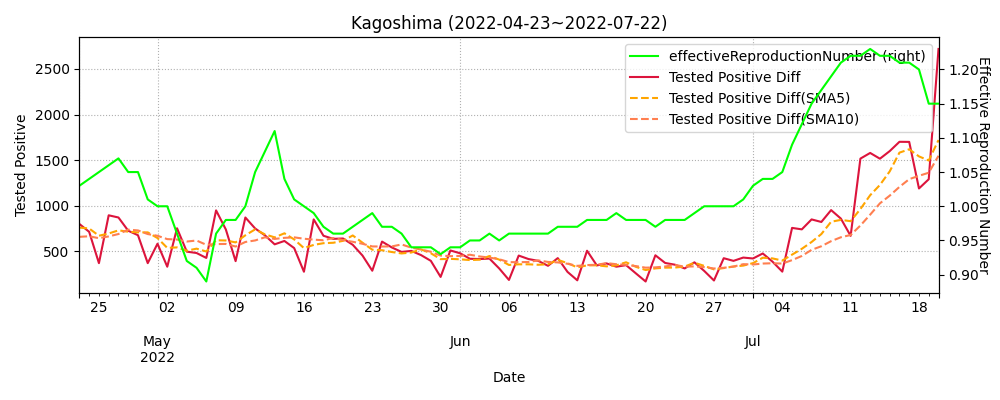 Kagoshima (2022-04-23~2022-07-22)
effectiveReproductionNumber (right)
Tested Positive Diff
Tested Positive Diff(SMA5)
Tested Positive Diff(SMA10)
Tested Positive
2500
2000
1500
1000
500
1.20
1.15
1.10
1.05
1.00
0.95
0.90
Effective Reproduction Number
25 02 09 16 23 30 06 13 20 27 04 11 18
May Jun Jul
2022
Date